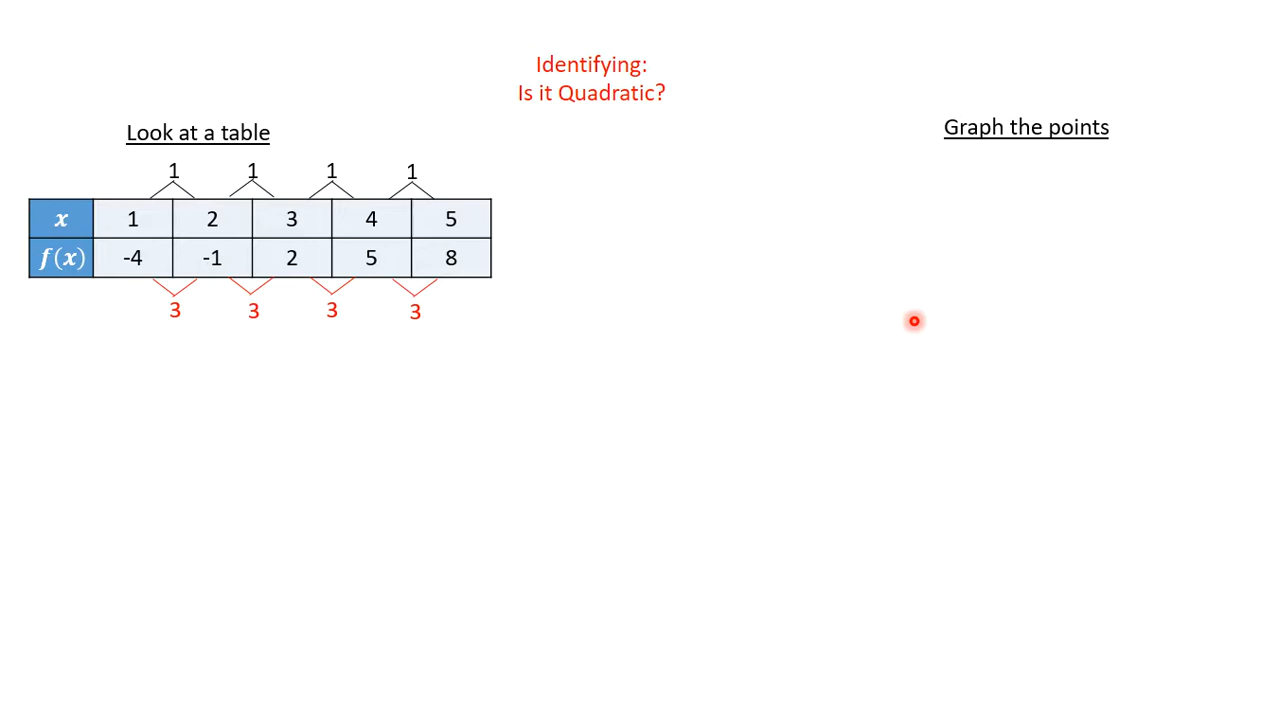 Identifying:
Is it Quadratic?
Look at a table
Graph the points
1 1 1 1
x 1 2 3 4 5
f(x) -4 -1 2 5 8
3 3 3 3